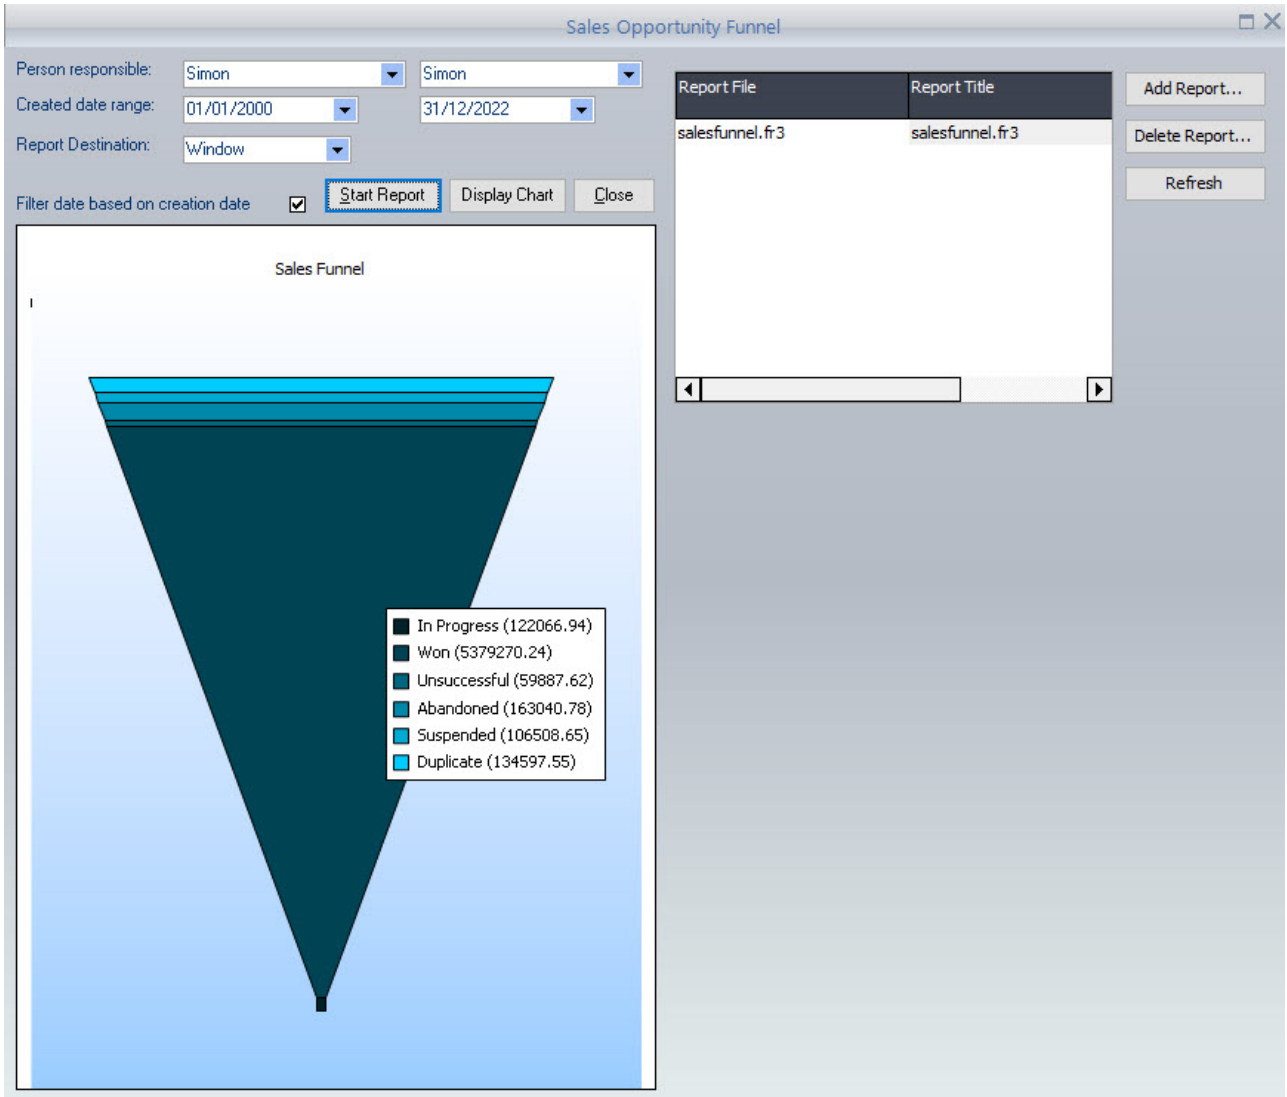 Sales Opportunity Funnel
Person responsible: Simon Simon
Created date range: 01/01/2000 31/12/2022
Report Destination: Window
Filter date based on creation date Start Report Display Chart Close
Report File Report Title
salesfunnel.fr3 salesfunnel.fr3
Add Report...
Delete Report...
Refresh
Sales Funnel
In Progress (122066.94)
Won (5379270.24)
Unsuccessful (59887.62)
Abandoned (163040.78)
Suspended (106508.65)
Duplicate (134597.55)